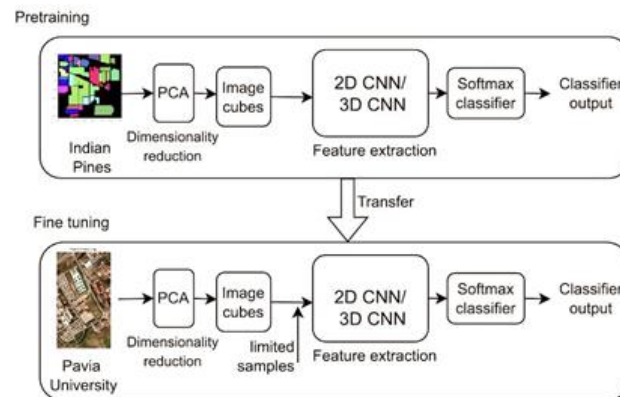 Pretraining
PCA
Image
cubes
2D CNN/
3D CNN
Softmax
classifier
Classifier
output
Indian
Pines
Dimensionality
reduction
Feature extraction
Transfer
Fine tuning
PCA
Image
cubes
2D CNN/
3D CNN
Softmax
classifier
Classifier
output
Pavia
University
Dimensionality
reduction
limited
samples
Feature extraction